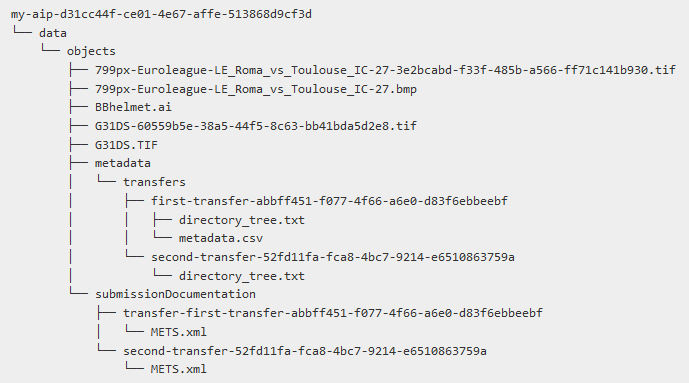 my-aip-d31cc44f-ce01-4e67-affe-513868d9cf3d
└── data
└── objects
├── 799px-Euroleague-LE_Roma_vs_Toulouse_IC-27-3e2bcabd-f33f-485b-a566-ff71c141b930.tif
├── 799px-Euroleague-LE_Roma_vs_Toulouse_IC-27.bmp
├── BBhelmet.ai
├── G31DS-60559b5e-38a5-44f5-8c63-bb41bda5d2e8.tif
├── G31DS.TIF
├── metadata
│ └── transfers
│ ├── first-transfer-abbff451-f077-4f66-a6e0-d83f6ebbeebf
│ │ ├── directory_tree.txt
│ │ └── metadata.csv
│ └── second-transfer-52fd11fa-fca8-4bc7-9214-e6510863759a
│ └── directory_tree.txt
└── submissionDocumentation
├── transfer-first-transfer-abbff451-f077-4f66-a6e0-d83f6ebbeebf
│ └── METS.xml
└── second-transfer-52fd11fa-fca8-4bc7-9214-e6510863759a
└── METS.xml